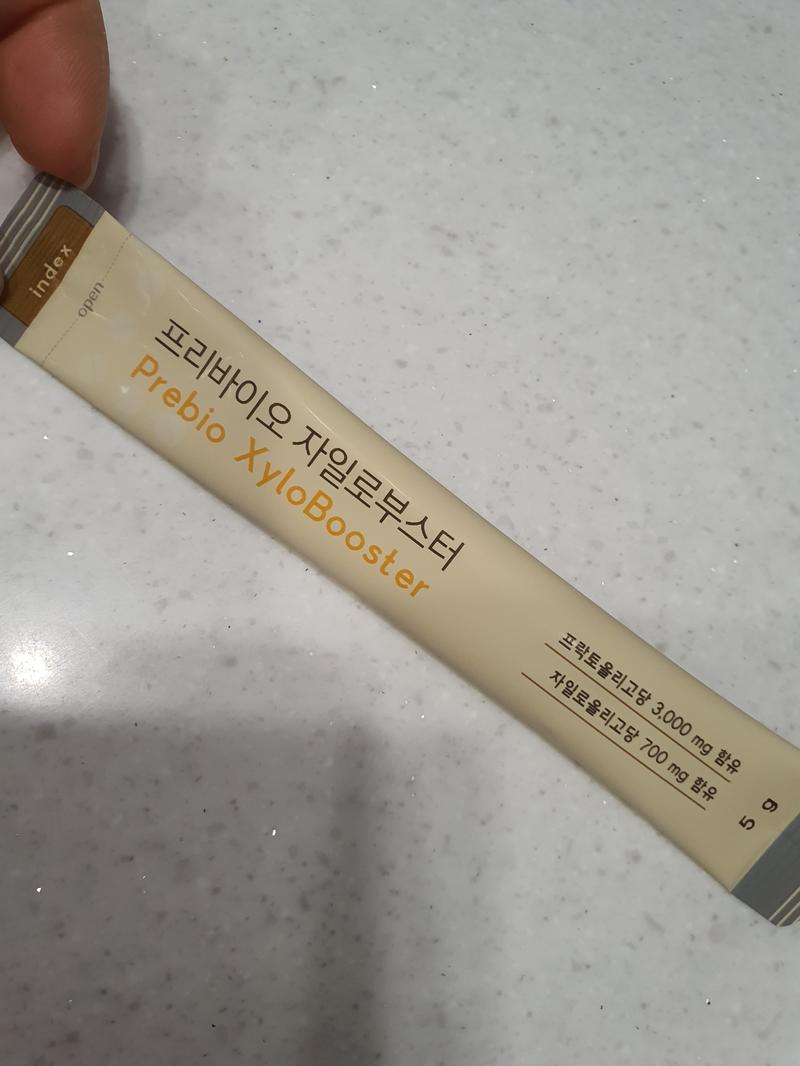 index
open
프리바이오 자일로부스터
Prebio XyloBooster
프락토올리고당 3,000 mg 함유
자일로올리고당 700 mg 함유
5 g